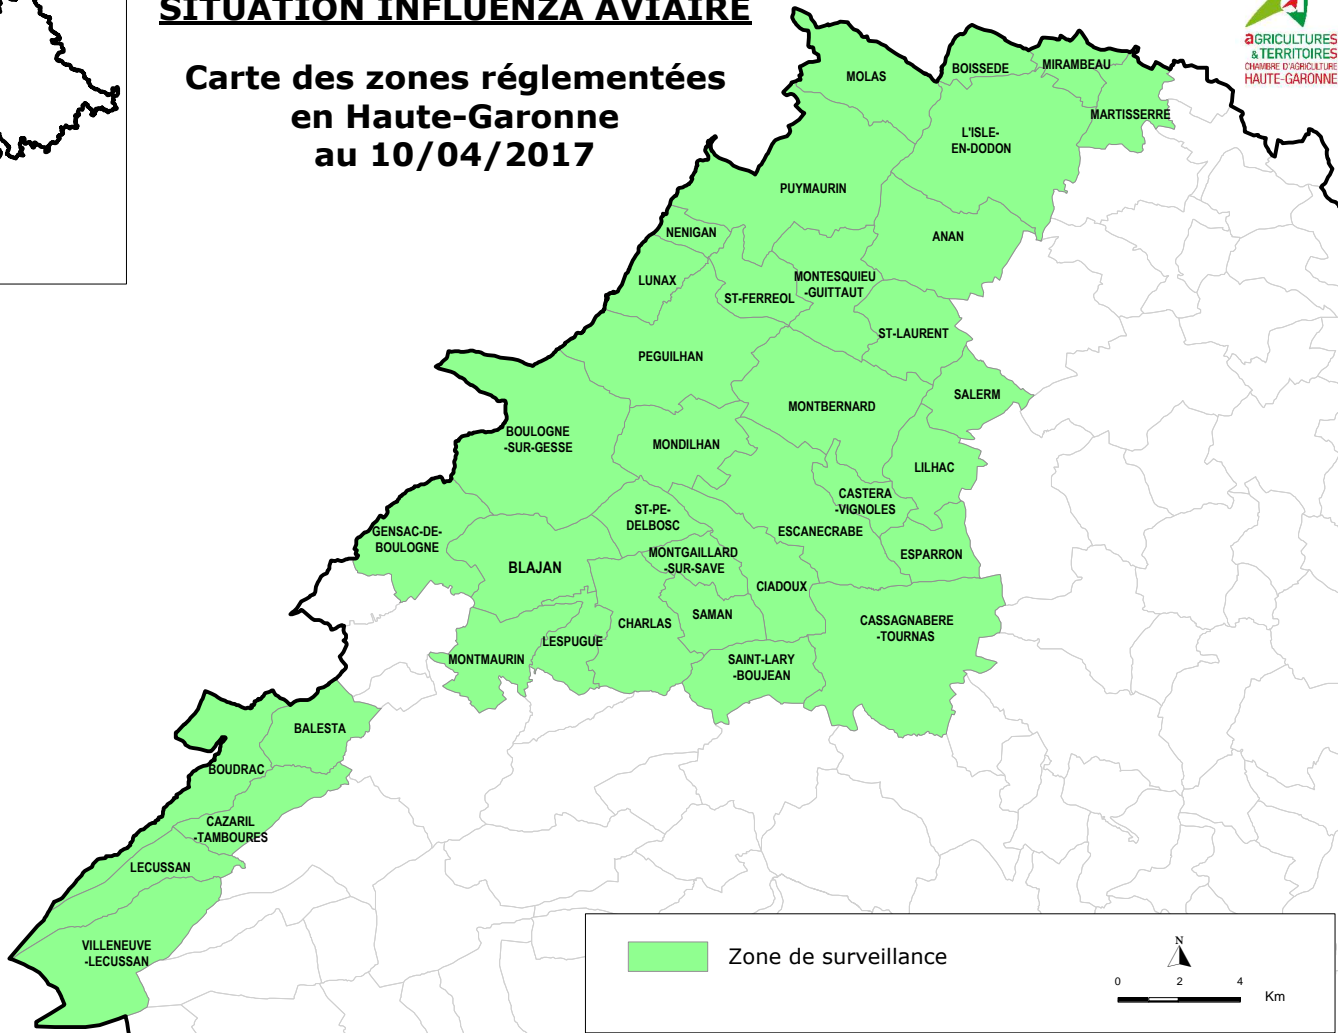 SITUATION INFLUENZA AVIAIRE
Carte des zones réglementées
en Haute-Garonne
au 10/04/2017
aGRICULTURES
& TERRITOIRES
CHAMBRE D'AGRICULTURE
HAUTE-GARONNE
MOLAS
BOISSEDE
MIRAMBEAU
MARTISSERRE
L'ISLE-
EN-DODON
PUYMAURIN
NENIGAN
ANAN
LUNAX
MONTESQUIEU
-GUITTAUT
ST-FERREOL
ST-LAURENT
PEGUILHAN
SALERM
MONTBERNARD
BOULOGNE
-SUR-GESSE
MONDILHAN
LILHAC
CASTERA
-VIGNOLES
ST-PE-
DELBOSC
ESCANECRABE
GENSAC-DE-
BOULOGNE
MONTGAILLARD
-SUR-SAVE
ESPARRON
BLAJAN
CIADOUX
SAMAN
CHARLAS
CASSAGNABERE
-TOURNAS
LESPUGUE
MONTMAURIN
SAINT-LARY
-BOUJEAN
BALESTA
BOUDRAC
CAZARIL
-TAMBOURES
LECUSSAN
VILLENEUVE
-LECUSSAN
Zone de surveillance
N
0 2 4
Km